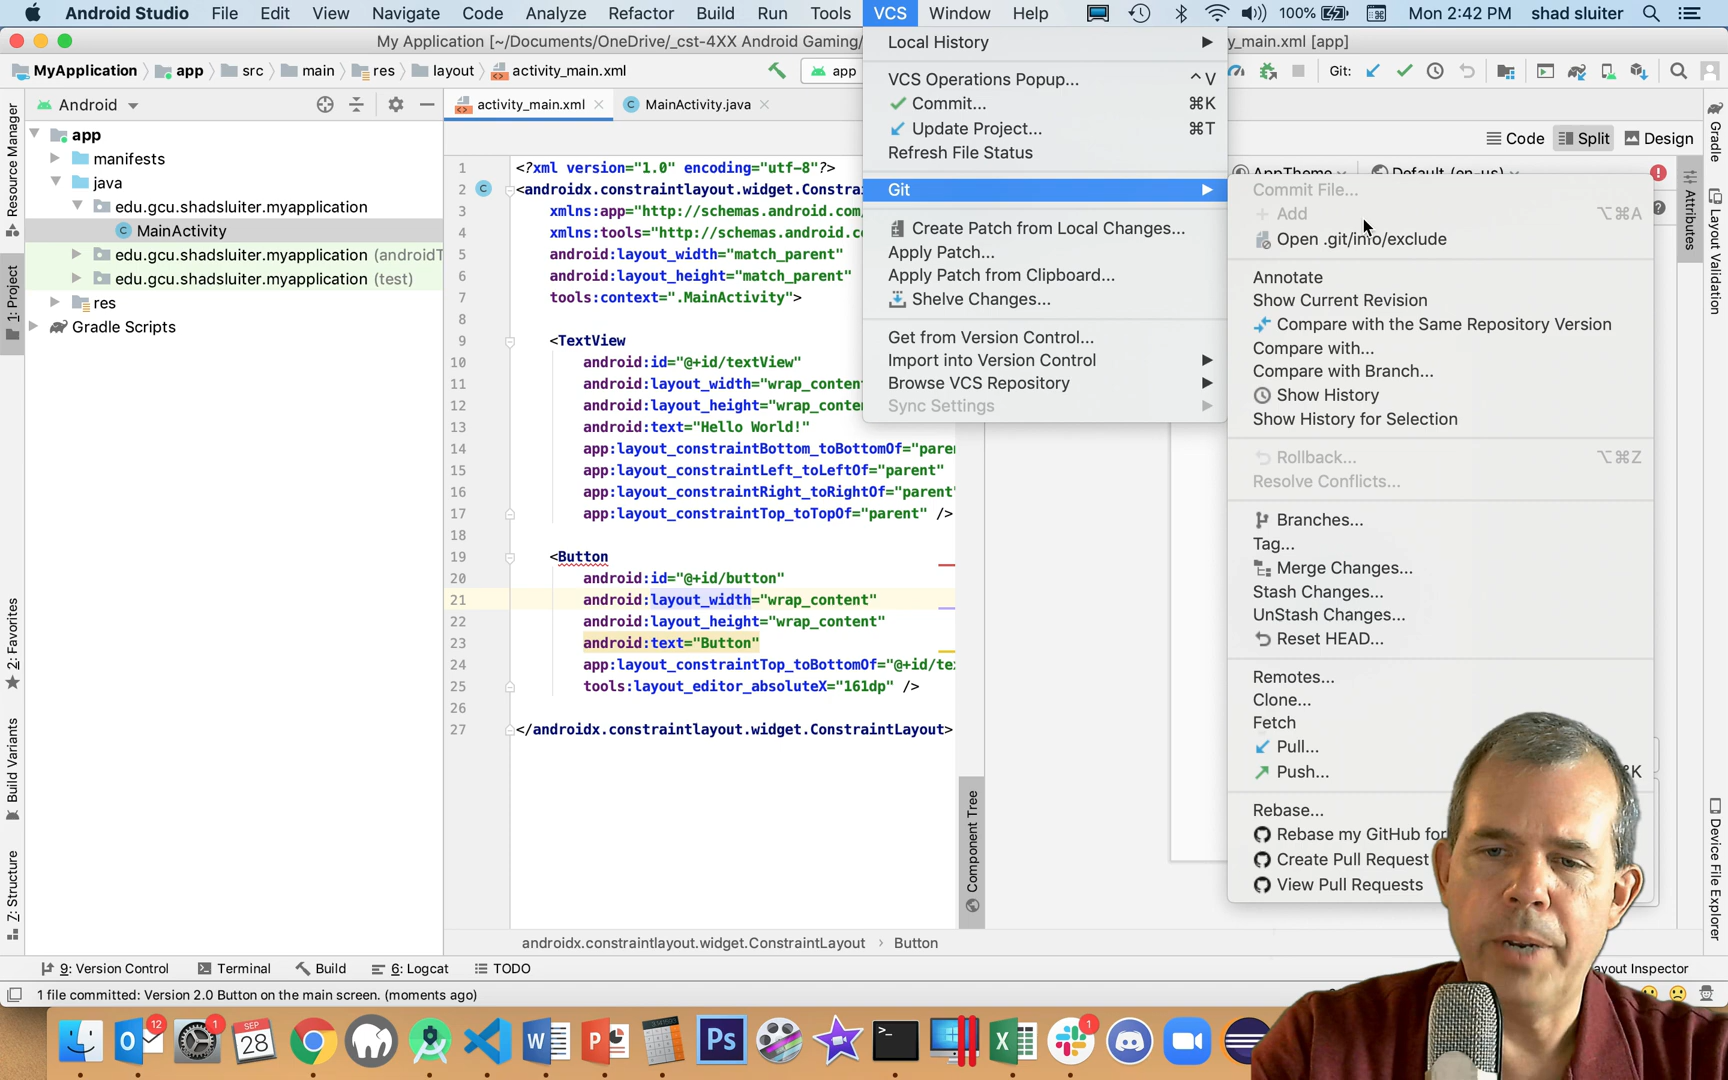 Android Studio File Edit View Navigate Code Analyze Refactor Build Run Tools VCS Window Help 100% Mon 2:42 PM shad sluiter
My Application [~/Documents/OneDrive/_cst-4XX Android Gaming/ y_main.xml [app]
MyApplication app src main res layout activity_main.xml app Git:
Android
activity_main.xml MainActivity.java
Code Split Design
AppTheme Default (en-us)
app
manifests
java
edu.gcu.shadsluiter.myapplication
MainActivity
edu.gcu.shadsluiter.myapplication (androidT
edu.gcu.shadsluiter.myapplication (test)
res
Gradle Scripts
Resource Manager
1: Project
2: Favorites
Build Variants
Z: Structure
1 <?xml version="1.0" encoding="utf-8"?>
2 <androidx.constraintlayout.widget.Constra
3 xmlns:app="http://schemas.android.com/
4 xmlns:tools="http://schemas.android.co
5 android:layout_width="match_parent"
6 android:layout_height="match_parent"
7 tools:context=".MainActivity">
8
9 <TextView
10 android:id="@+id/textView"
11 android:layout_width="wrap_content
12 android:layout_height="wrap_conten
13 android:text="Hello World!"
14 app:layout_constraintBottom_toBottomOf="pare
15 app:layout_constraintLeft_toLeftOf="parent"
16 app:layout_constraintRight_toRightOf="parent"
17 app:layout_constraintTop_toTopOf="parent" />
18
19 <Button
20 android:id="@+id/button"
21 android:layout_width="wrap_content"
22 android:layout_height="wrap_content"
23 android:text="Button"
24 app:layout_constraintTop_toBottomOf="@+id/te
25 tools:layout_editor_absoluteX="161dp" />
26
27 </androidx.constraintlayout.widget.ConstraintLayout>
Local History
VCS Operations Popup... ^ V
Commit... ⌘K
Update Project... ⌘T
Refresh File Status
Git
Create Patch from Local Changes...
Apply Patch...
Apply Patch from Clipboard...
Shelve Changes...
Get from Version Control...
Import into Version Control
Browse VCS Repository
Sync Settings
Commit File...
Add ⌥⌘A
Open .git/info/exclude
Annotate
Show Current Revision
Compare with the Same Repository Version
Compare with...
Compare with Branch...
Show History
Show History for Selection
Rollback... ⌥⌘Z
Resolve Conflicts...
Branches...
Tag...
Merge Changes...
Stash Changes...
UnStash Changes...
Reset HEAD...
Remotes...
Clone...
Fetch
Pull...
Push... K
Rebase...
Rebase my GitHub for
Create Pull Request
View Pull Requests
Attributes
Gradle
Layout Validation
Device File Explorer
Component Tree
androidx.constraintlayout.widget.ConstraintLayout › Button
9: Version Control Terminal Build 6: Logcat TODO ayout Inspector
1 file committed: Version 2.0 Button on the main screen. (moments ago)
12 1 SEP 28 Ps 1